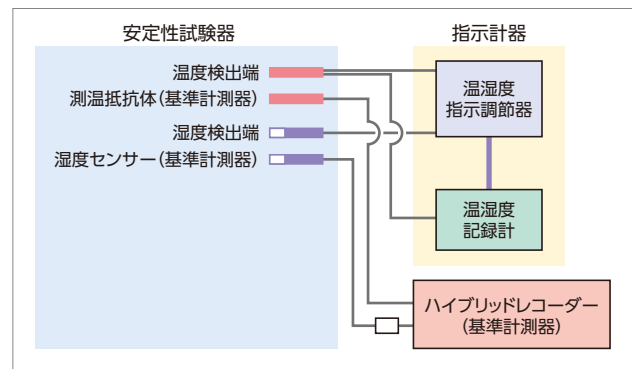 安定性試験器
指示計器
温度検出端
測温抵抗体(基準計測器)
湿度検出端
湿度センサー(基準計測器)
温湿度
指示調節器
温湿度
記録計
ハイブリッドレコーダー
(基準計測器)